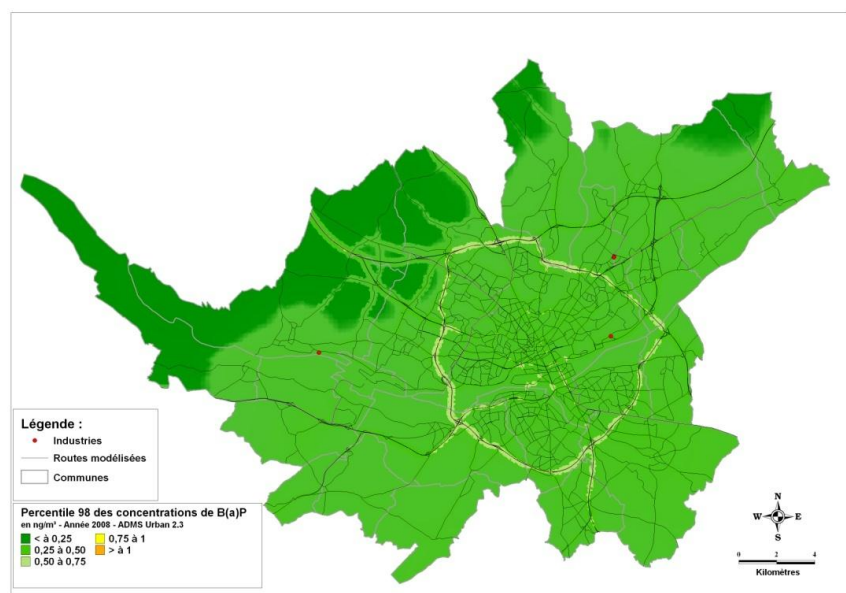 Légende :
Industries
Routes modélisées
Communes
Percentile 98 des concentrations de B(a)P
en ng/m³ - Année 2008 - ADMS Urban 2.3
< à 0,25
0,75 à 1
0,25 à 0,50
> à 1
0,50 à 0,75
N
W E
S
0 2 4
Kilomètres